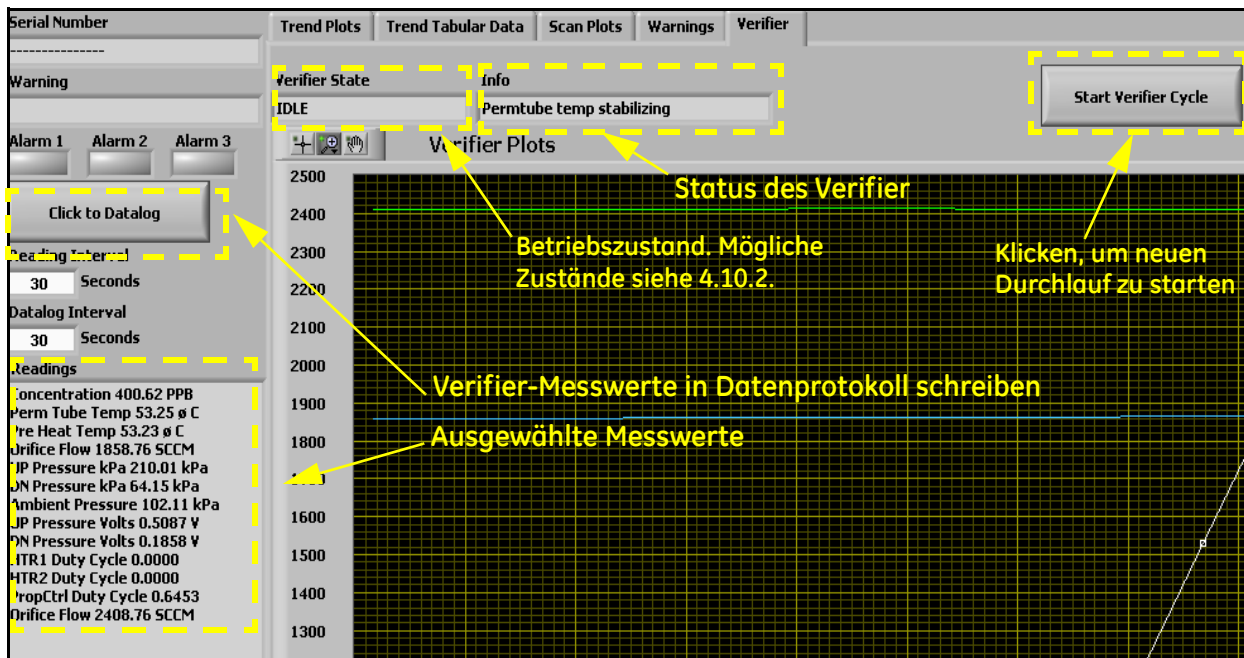 Serial Number
---------------
Warning
Alarm 1 Alarm 2 Alarm 3
Click to Datalog
Reading Interval
30 Seconds
Datalog Interval
30 Seconds
Readings
Concentration 400.62 PPB
Perm Tube Temp 53.25 ø C
Pre Heat Temp 53.23 ø C
Orifice Flow 1858.76 SCCM
UP Pressure kPa 210.01 kPa
DN Pressure kPa 64.15 kPa
Ambient Pressure 102.11 kPa
UP Pressure Volts 0.5087 V
DN Pressure Volts 0.1858 V
HTR1 Duty Cycle 0.0000
HTR2 Duty Cycle 0.0000
PropCtrl Duty Cycle 0.6453
Orifice Flow 2408.76 SCCM
Trend Plots Trend Tabular Data Scan Plots Warnings Verifier
Verifier State Info
IDLE Permtube temp stabilizing
Start Verifier Cycle
Verifier Plots
2500
2400
2300
2200
2100
2000
1900
1800
1700
1600
1500
1400
1300
Status des Verifier
Betriebszustand. Mögliche
Zustände siehe 4.10.2.
Klicken, um neuen
Durchlauf zu starten
Verifier-Messwerte in Datenprotokoll schreiben
Ausgewählte Messwerte